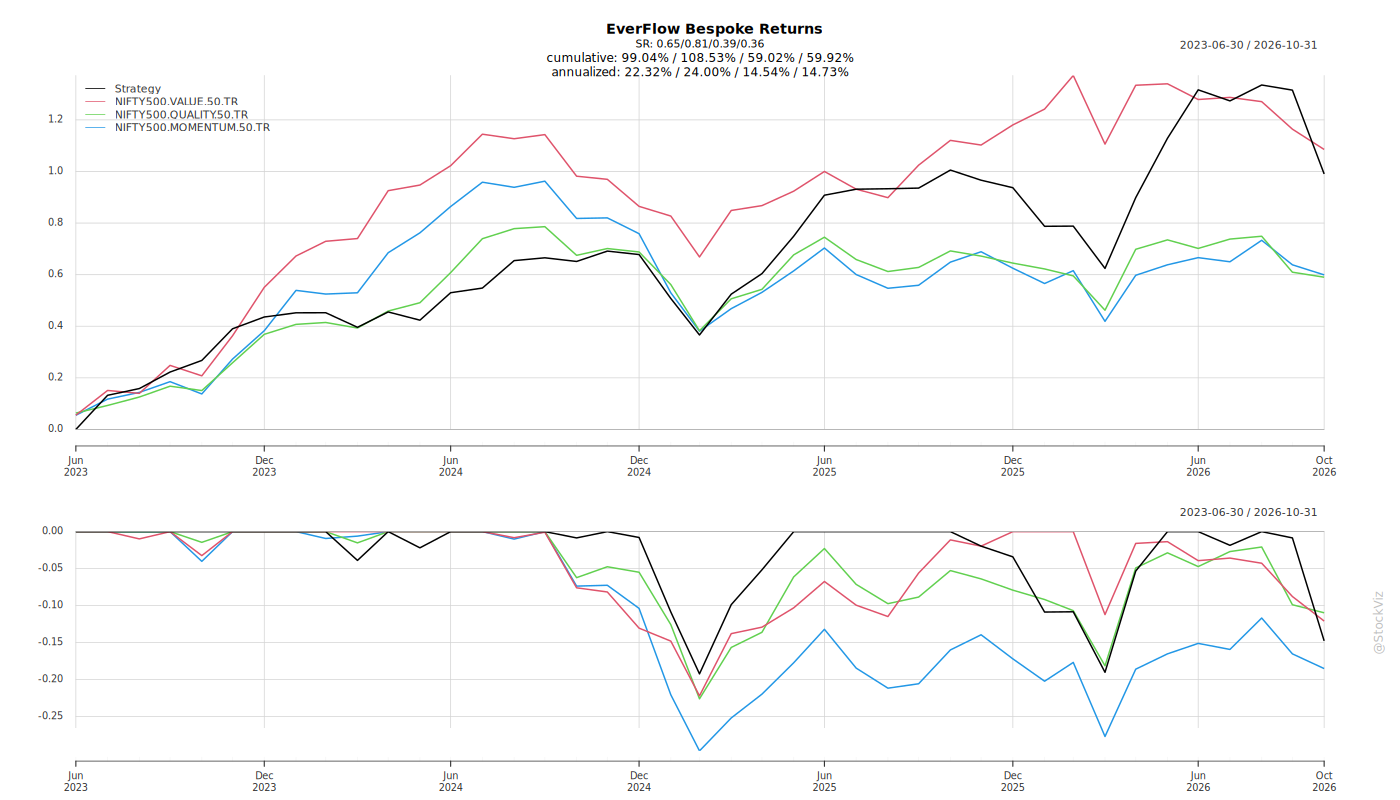 EverFlow Bespoke Returns
SR: 0.65/0.81/0.39/0.36
cumulative: 99.04% / 108.53% / 59.02% / 59.92%
annualized: 22.32% / 24.00% / 14.54% / 14.73%
2023-06-30 / 2026-10-31
Strategy
NIFTY500.VALUE.50.TR
NIFTY500.QUALITY50.TR
NIFTY500.MOMENTUM.50.TR
1.2
1.0
0.8
0.6
0.4
0.2
0.0
Jun Dec Jun Dec Jun Dec Jun Oct
2023 2023 2024 2024 2025 2025 2026 2026
2023-06-30 / 2026-10-31
0.00
-0.05
-0.10
-0.15
-0.20
-0.25
Jun Dec Jun Dec Jun Dec Jun Oct
2023 2023 2024 2024 2025 2025 2026 2026
@StockViz